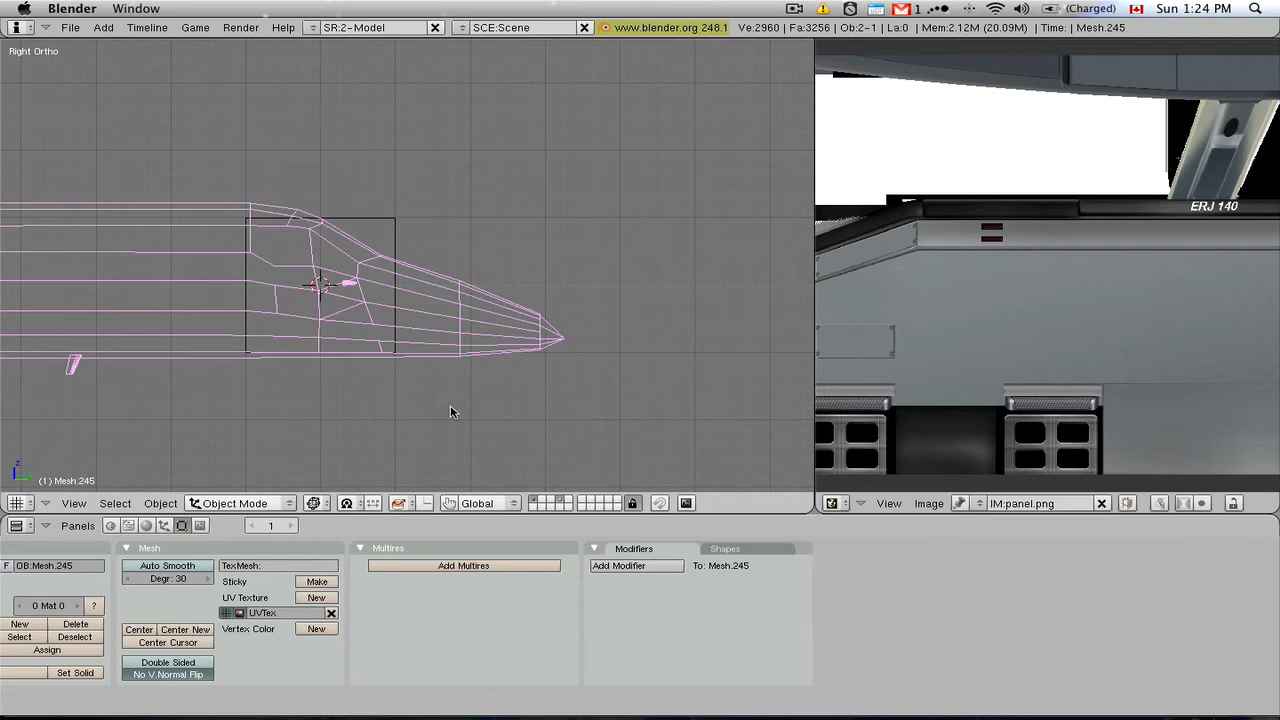 Blender Window 1 (Charged) Sun 1:24 PM
File Add Timeline Game Render Help SR:2-Model SCE:Scene www.blender.org 248.1 Ve:2960 | Fa:3256 | Ob:2-1 | La:0 | Mem:2.12M (20.09M) | Time: | Mesh.245
Right Ortho
ERJ 140
z
(1) Mesh.245
View Select Object Object Mode Global View Image IM:panel.png
Panels 1
Mesh Multires Modifiers Shapes
F OB:Mesh.245 Auto Smooth TexMesh: Add Multires Add Modifier To: Mesh.245
Degr: 30 Sticky Make
0 Mat 0 ? UV Texture New
UVTex
New Delete Center Center New Vertex Color New
Select Deselect Center Cursor
Assign
Double Sided
Set Solid No V.Normal Flip